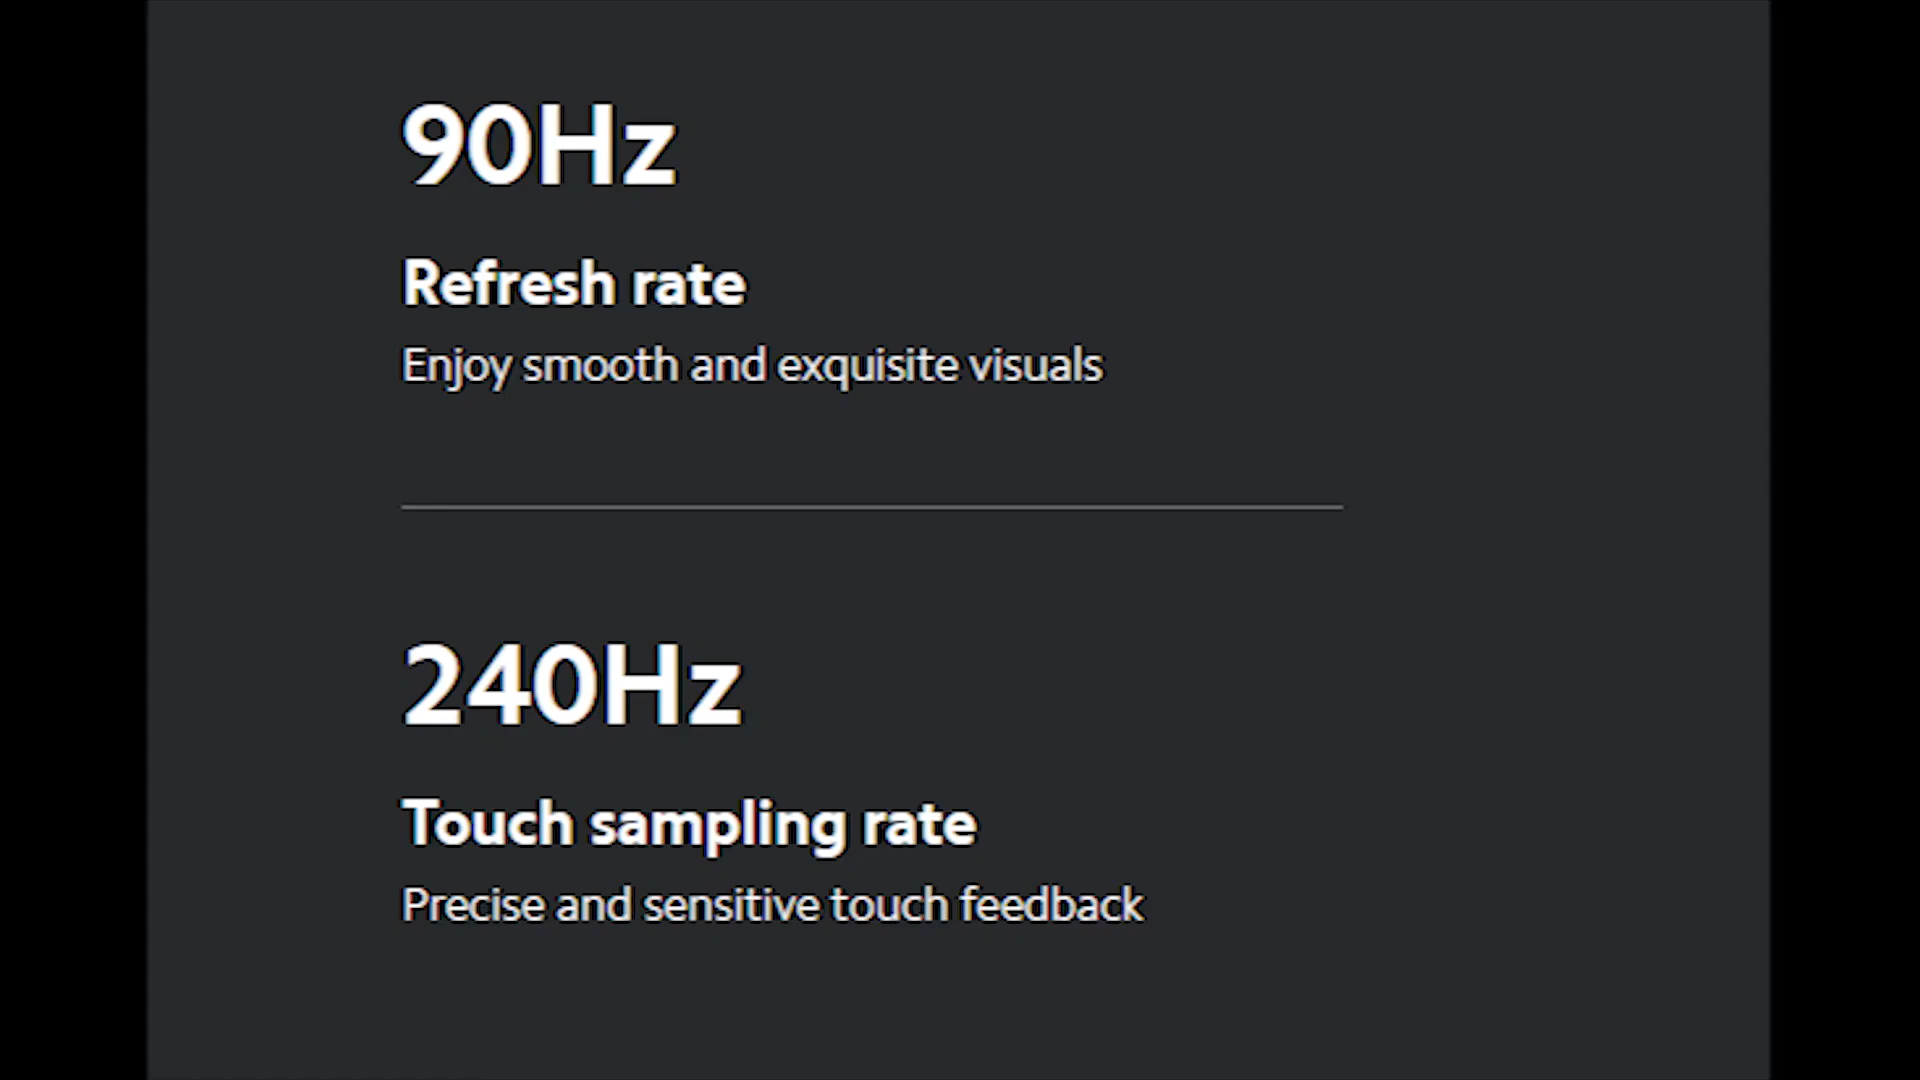 90Hz
Refresh rate
Enjoy smooth and exquisite visuals
240Hz
Touch sampling rate
Precise and sensitive touch feedback